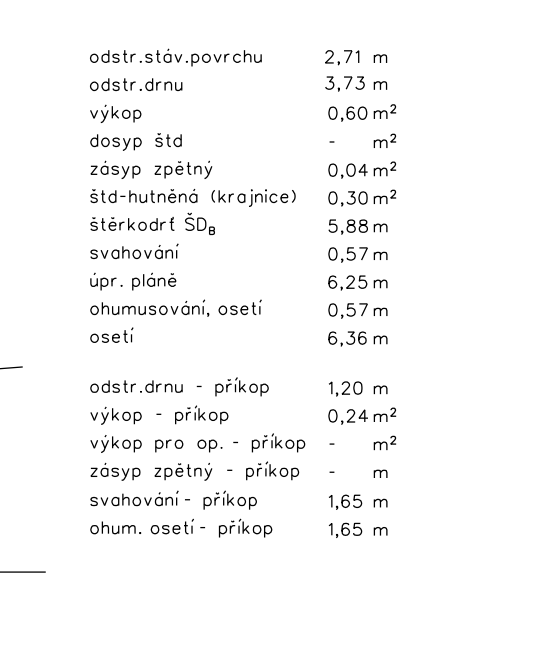 odstr.stáv.povrchu 2,71 m
odstr.drnu 3,73 m
výkop 0,60 m²
dosyp štd - m²
zásyp zpětný 0,04 m²
štd-hutněná (krajnice) 0,30 m²
štěrkodrť ŠD_B 5,88 m
svahování 0,57 m
úpr. pláně 6,25 m
ohumusování, osetí 0,57 m
osetí 6,36 m
odstr.drnu - příkop 1,20 m
výkop - příkop 0,24 m²
výkop pro op. - příkop - m²
zásyp zpětný - příkop - m
svahování - příkop 1,65 m
ohum. osetí - příkop 1,65 m